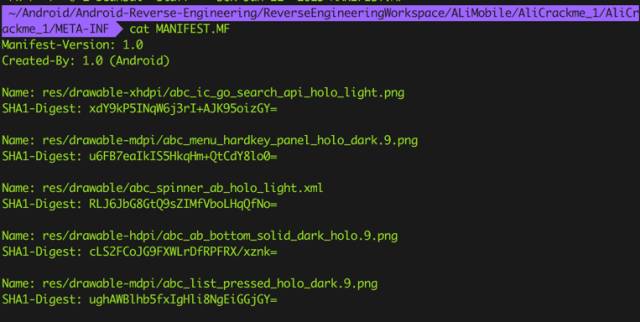 ~/Android/Android-Reverse-Engineering/ReverseEngineeringWorkspace/ALiMobile/AliCrackme_1/AliCr
ackme_1/META-INF cat MANIFEST.MF
Manifest-Version: 1.0
Created-By: 1.0 (Android)
Name: res/drawable-xhdpi/abc_ic_go_search_api_holo_light.png
SHA1-Digest: xdY9kP5INqW6j3rI+AJK95oizGY=
Name: res/drawable-mdpi/abc_menu_hardkey_panel_holo_dark.9.png
SHA1-Digest: u6FB7eaIkIS5HkqHm+QtCdY8lo0=
Name: res/drawable/abc_spinner_ab_holo_light.xml
SHA1-Digest: RLJ6JbG8GtQ9sZIMfVboLHqQfNo=
Name: res/drawable-hdpi/abc_ab_bottom_solid_dark_holo.9.png
SHA1-Digest: cLS2FCoJG9FXWLrDfRPFRX/xznk=
Name: res/drawable-mdpi/abc_list_pressed_holo_dark.9.png
SHA1-Digest: ughAWBlhb5fxIgHli8NgEiGGjGY=